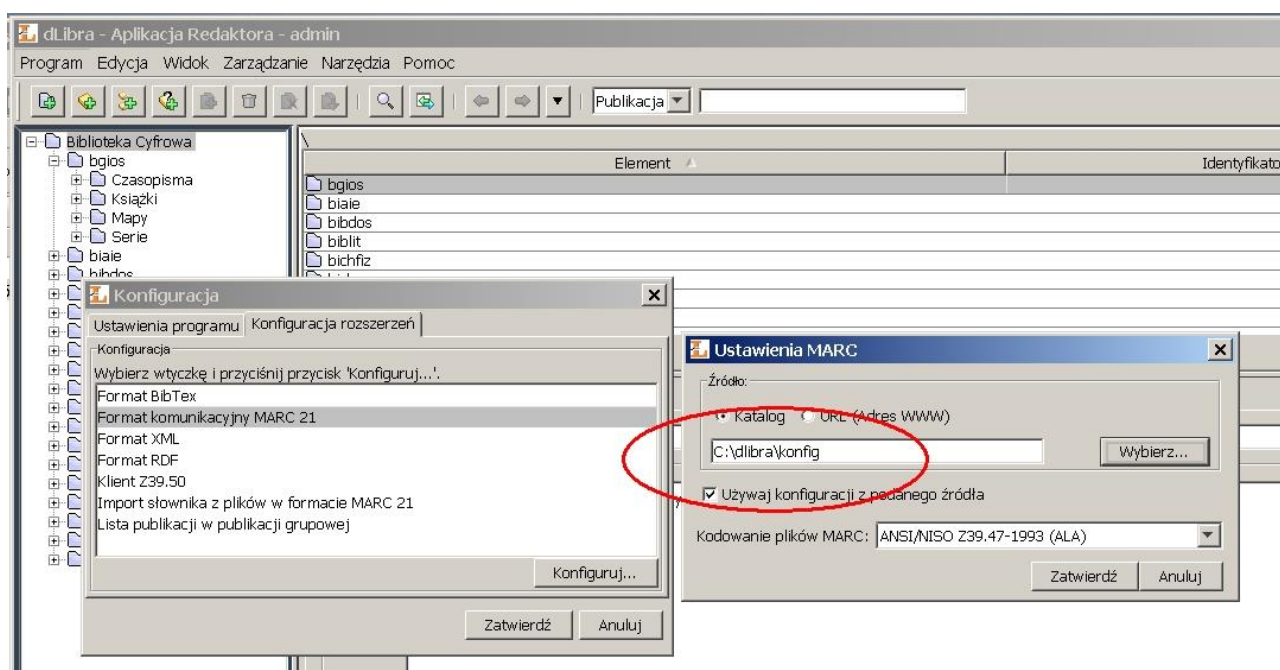 dLibra - Aplikacja Redaktora - admin
Program Edycja Widok Zarządzanie Narzędzia Pomoc
Publikacja
Biblioteka Cyfrowa
bgios
Czasopisma
Książki
Mapy
Serie
biaie
bibdos
\
Element Identyfikato
bgios
biaie
bibdos
biblit
bichfiz
Konfiguracja
Ustawienia programu Konfiguracja rozszerzeń
Konfiguracja
Wybierz wtyczkę i przyciśnij przycisk 'Konfiguruj...'.
Format BibTex
Format komunikacyjny MARC 21
Format XML
Format RDF
Klient Z39.50
Import słownika z plików w formacie MARC 21
Lista publikacji w publikacji grupowej
Konfiguruj...
Zatwierdź Anuluj
Ustawienia MARC
Źródło:
Katalog URL (Adres WWW)
C:\dlibra\konfig Wybierz...
Używaj konfiguracji z podanego źródła
Kodowanie plików MARC: ANSI/NISO Z39.47-1993 (ALA)
Zatwierdź Anuluj